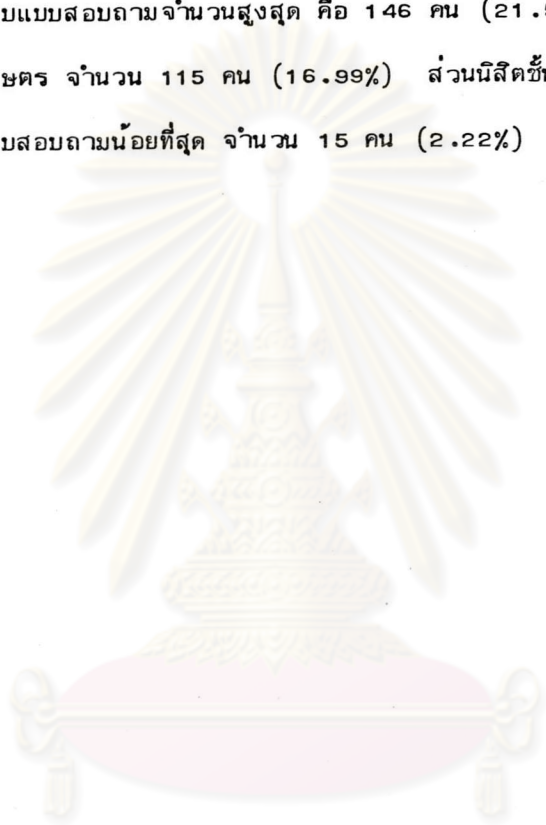 บแบบสอบถามจำนวนสูงสุด คือ 146 คน (21.5
ษตร จำนวน 115 คน (16.99%) ส่วนนิสิตชั้น
บสอบถามน้อยที่สุด จำนวน 15 คน (2.22%)